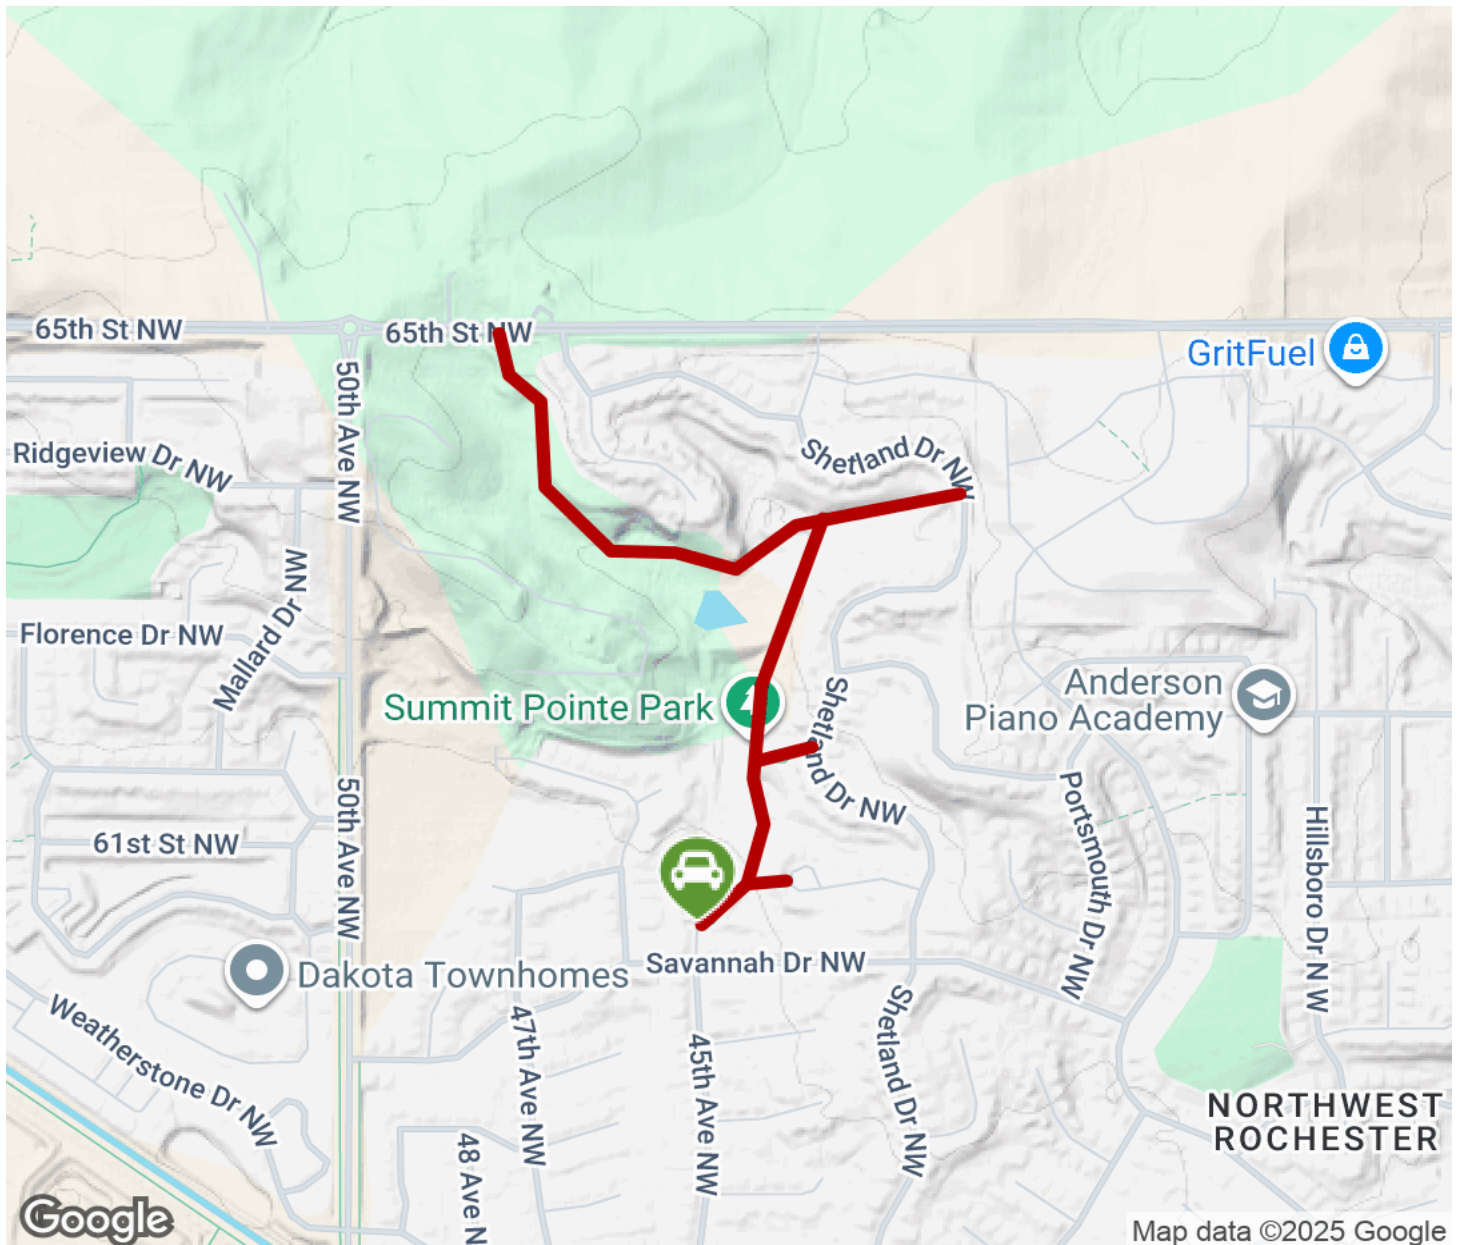 65th St NW
65th St NW
GritFuel
50th Ave NW
Ridgeview Dr NW
Shetland Dr NW
Mallard Dr NW
Florence Dr NW
Summit Pointe Park
Shetland Dr NW
Anderson
Piano Academy
61st St NW
50th Ave NW
Portsmouth Dr NW
Hillsboro Dr NW
Dakota Townhomes
Savannah Dr NW
Weatherstone Dr NW
47th Ave NW
45th Ave NW
Shetland Dr NW
48 Ave N
NORTHWEST
ROCHESTER
Google
Map data ©2025 Google